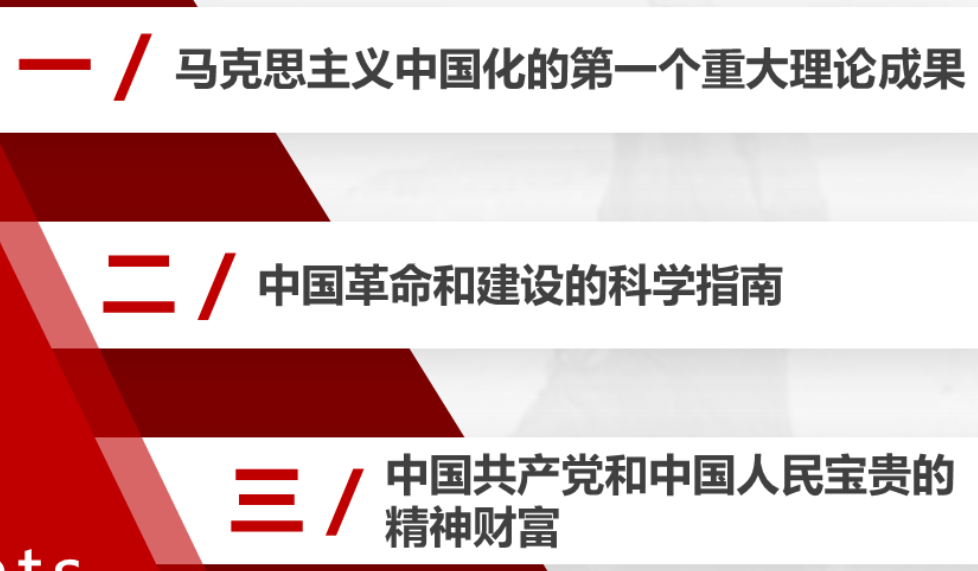 一/ 马克思主义中国化的第一个重大理论成果
二/ 中国革命和建设的科学指南
三/ 中国共产党和中国人民宝贵的
精神财富